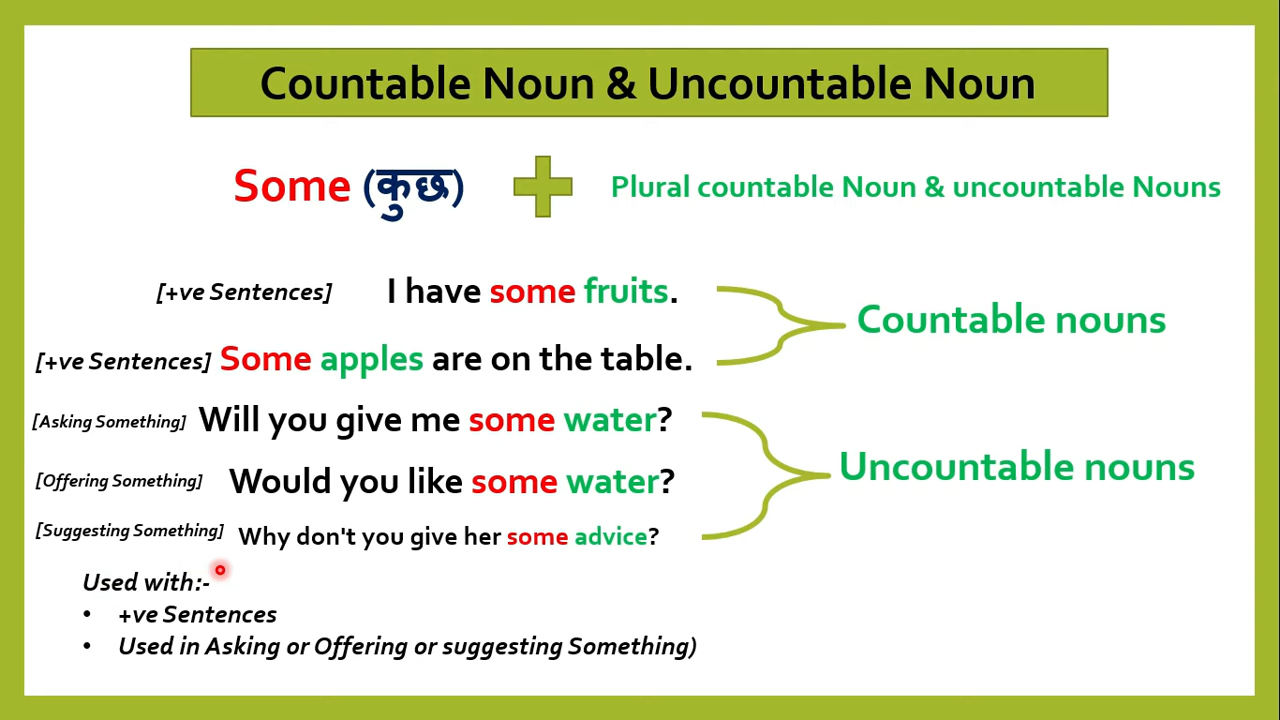 Countable Noun & Uncountable Noun
Some (कुछ) Plural countable Noun & uncountable Nouns
[+ve Sentences] I have some fruits.
Countable nouns
[+ve Sentences] Some apples are on the table.
[Asking Something] Will you give me some water?
Uncountable nouns
[Offering Something] Would you like some water?
[Suggesting Something] Why don't you give her some advice?
Used with:-
• +ve Sentences
• Used in Asking or Offering or suggesting Something)